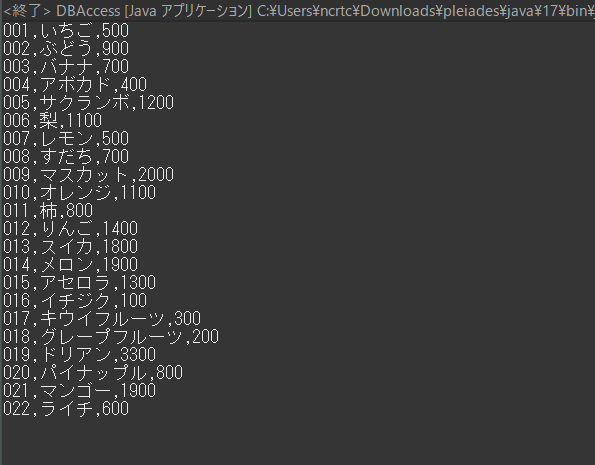 <終了> DBAccess [Java アプリケーション] C:¥Users¥ncrtc¥Downloads¥pleiades¥java¥17¥bin¥
001,いちご,500
002,ぶどう,900
003,バナナ,700
004,アボカド,400
005,サクランボ,1200
006,梨,1100
007,レモン,500
008,すだち,700
009,マスカット,2000
010,オレンジ,1100
011,柿,800
012,りんご,1400
013,スイカ,1800
014,メロン,1900
015,アセロラ,1300
016,イチジク,100
017,キウイフルーツ,300
018,グレープフルーツ,200
019,ドリアン,3300
020,パイナップル,800
021,マンゴー,1900
022,ライチ,600